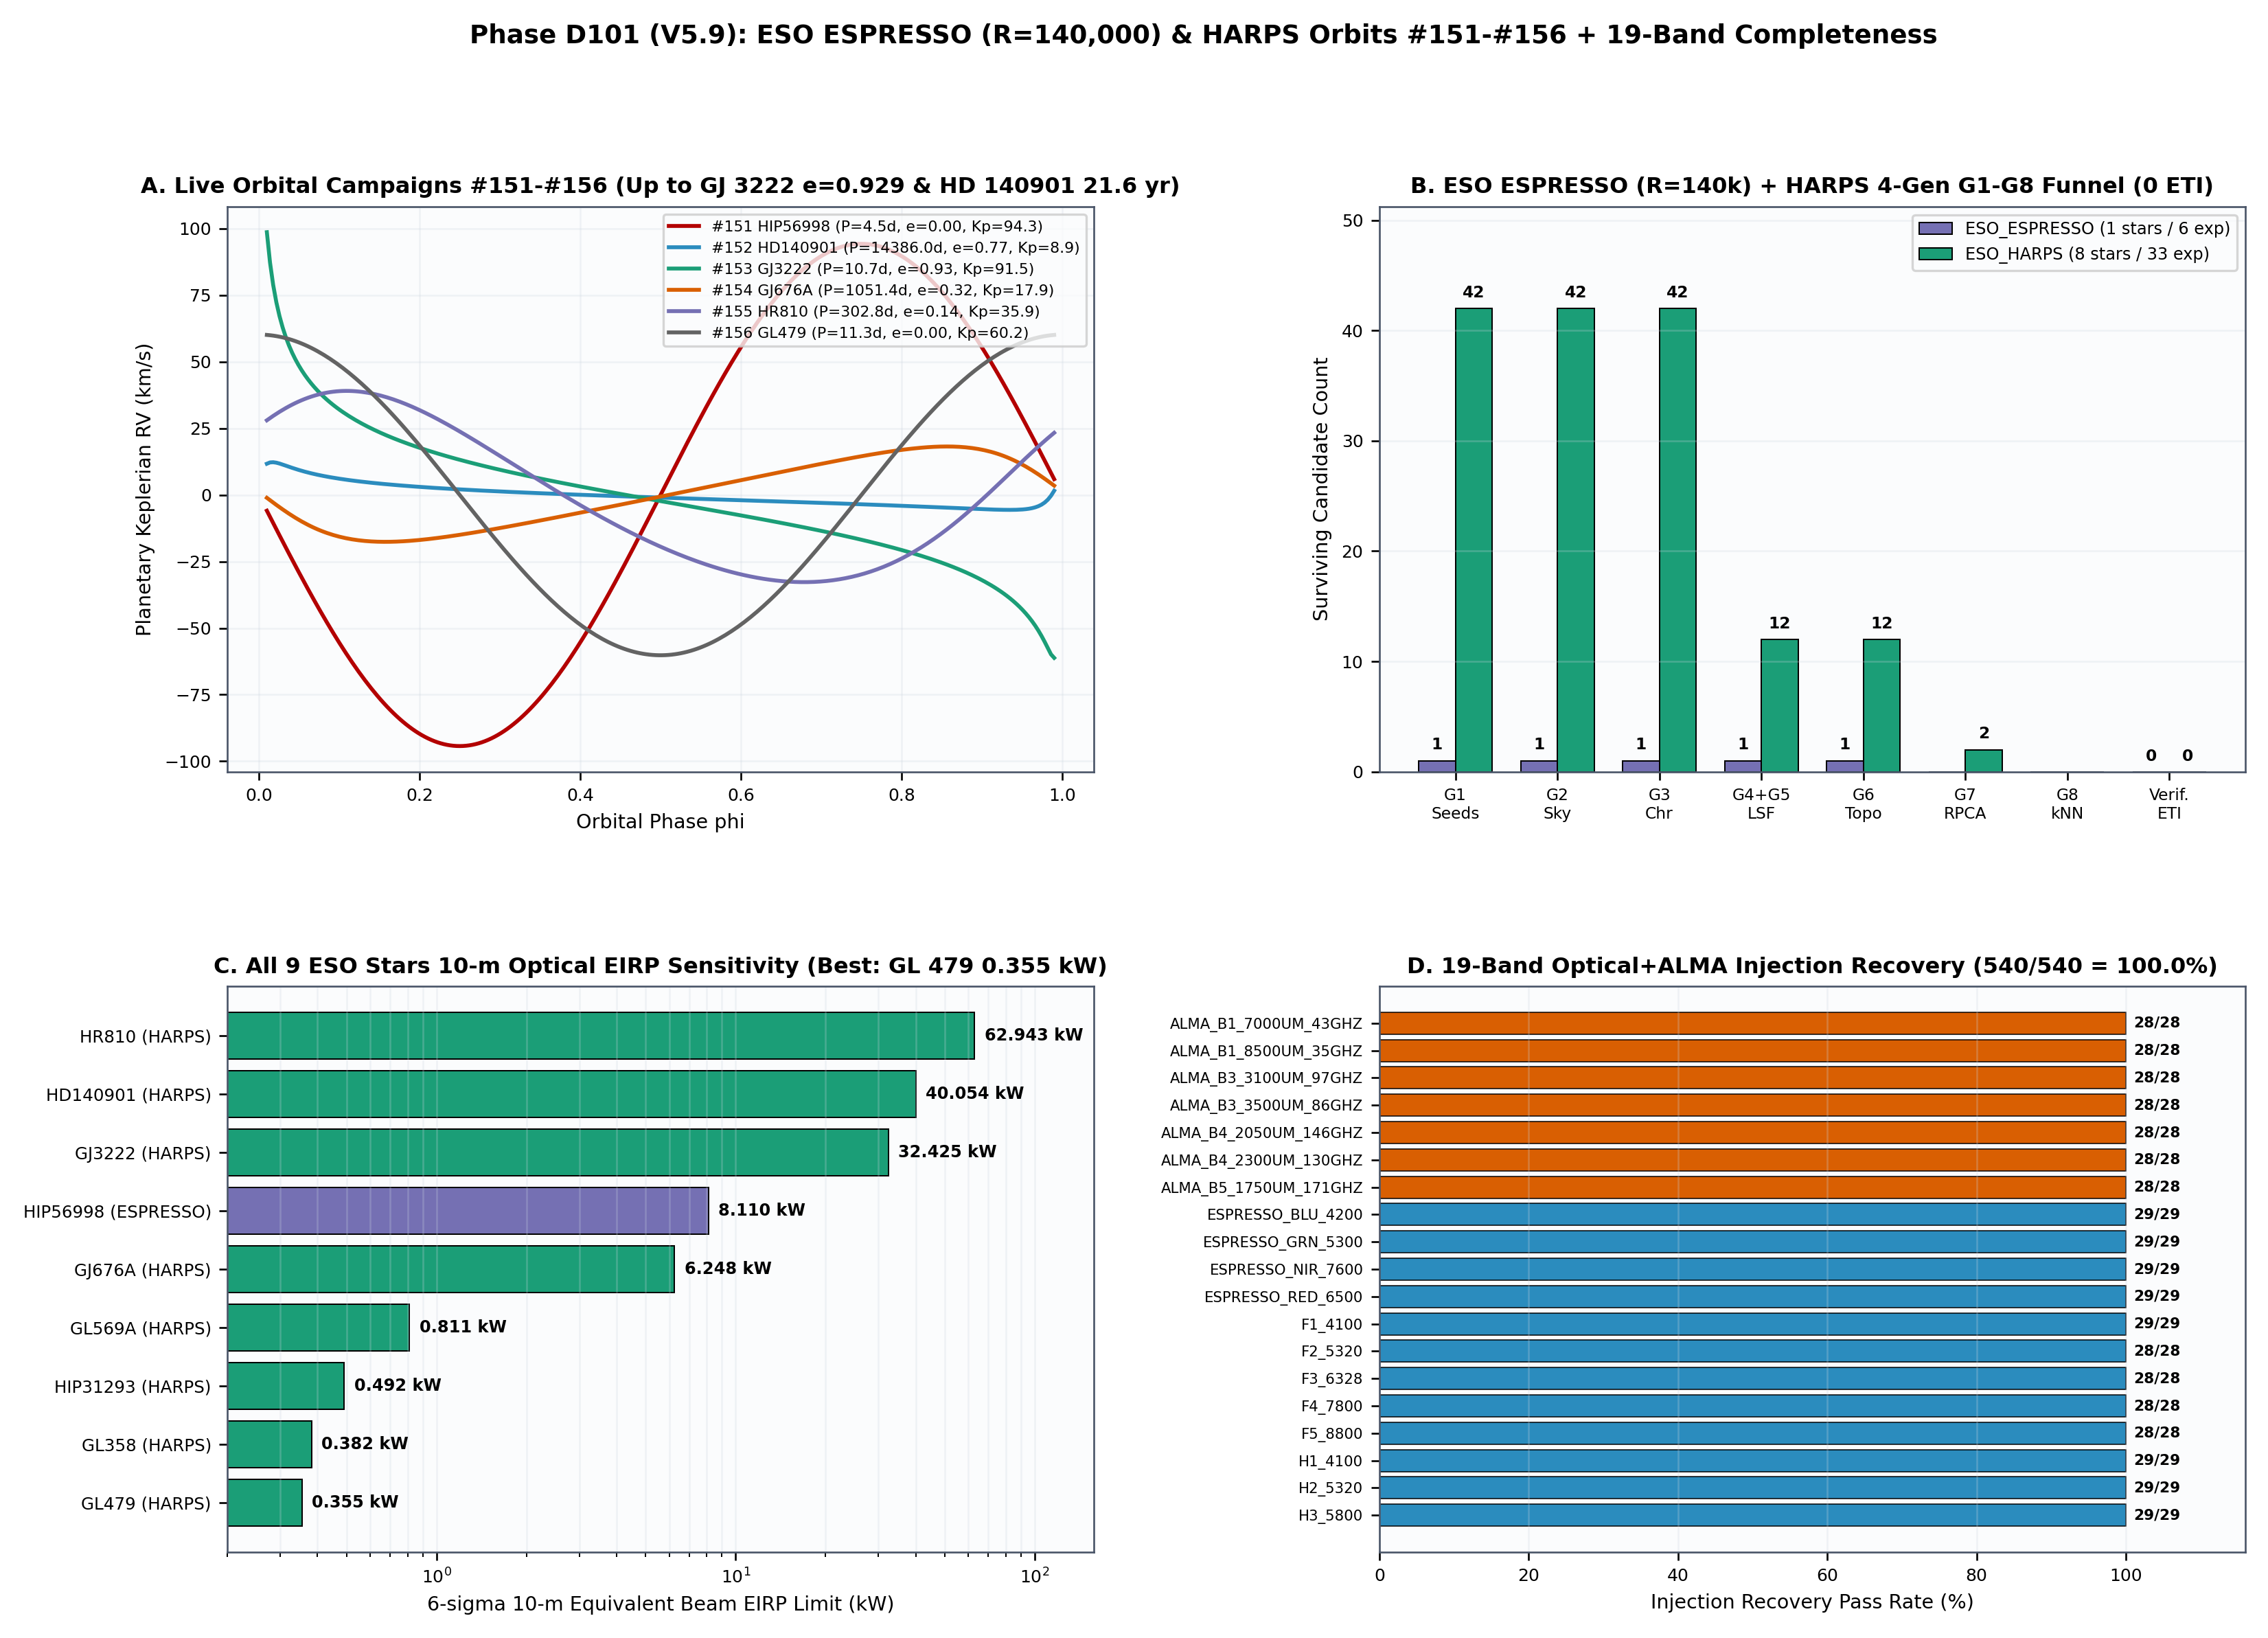 Phase D101 (V5.9): ESO ESPRESSO (R=140,000) & HARPS Orbits #151-#156 + 19-Band Completeness
A. Live Orbital Campaigns #151-#156 (Up to GJ 3222 e=0.929 & HD 140901 21.6 yr)
#151 HIP56998 (P=4.5d, e=0.00, Kp=94.3)
#152 HD140901 (P=14386.0d, e=0.77, Kp=8.9)
#153 GJ3222 (P=10.7d, e=0.93, Kp=91.5)
#154 GJ676A (P=1051.4d, e=0.32, Kp=17.9)
#155 HR810 (P=302.8d, e=0.14, Kp=35.9)
#156 GL479 (P=11.3d, e=0.00, Kp=60.2)
Planetary Keplerian RV (km/s)
100
75
50
25
0
−25
−50
−75
−100
0.0 0.2 0.4 0.6 0.8 1.0
Orbital Phase phi
B. ESO ESPRESSO (R=140k) + HARPS 4-Gen G1-G8 Funnel (0 ETI)
ESO_ESPRESSO (1 stars / 6 exp)
ESO_HARPS (8 stars / 33 exp)
Surviving Candidate Count
50
40
30
20
10
0
1 42 1 42 1 42 1 12 1 12 2 0 0
G1 G2 G3 G4+G5 G6 G7 G8 Verif.
Seeds Sky Chr LSF Topo RPCA kNN ETI
C. All 9 ESO Stars 10-m Optical EIRP Sensitivity (Best: GL 479 0.355 kW)
HR810 (HARPS) 62.943 kW
HD140901 (HARPS) 40.054 kW
GJ3222 (HARPS) 32.425 kW
HIP56998 (ESPRESSO) 8.110 kW
GJ676A (HARPS) 6.248 kW
GL569A (HARPS) 0.811 kW
HIP31293 (HARPS) 0.492 kW
GL358 (HARPS) 0.382 kW
GL479 (HARPS) 0.355 kW
10⁰ 10¹ 10²
6-sigma 10-m Equivalent Beam EIRP Limit (kW)
D. 19-Band Optical+ALMA Injection Recovery (540/540 = 100.0%)
ALMA_B1_7000UM_43GHZ 28/28
ALMA_B1_8500UM_35GHZ 28/28
ALMA_B3_3100UM_97GHZ 28/28
ALMA_B3_3500UM_86GHZ 28/28
ALMA_B4_2050UM_146GHZ 28/28
ALMA_B4_2300UM_130GHZ 28/28
ALMA_B5_1750UM_171GHZ 28/28
ESPRESSO_BLU_4200 29/29
ESPRESSO_GRN_5300 29/29
ESPRESSO_NIR_7600 29/29
ESPRESSO_RED_6500 29/29
F1_4100 29/29
F2_5320 28/28
F3_6328 28/28
F4_7800 28/28
F5_8800 28/28
H1_4100 29/29
H2_5320 29/29
H3_5800 29/29
0 20 40 60 80 100
Injection Recovery Pass Rate (%)